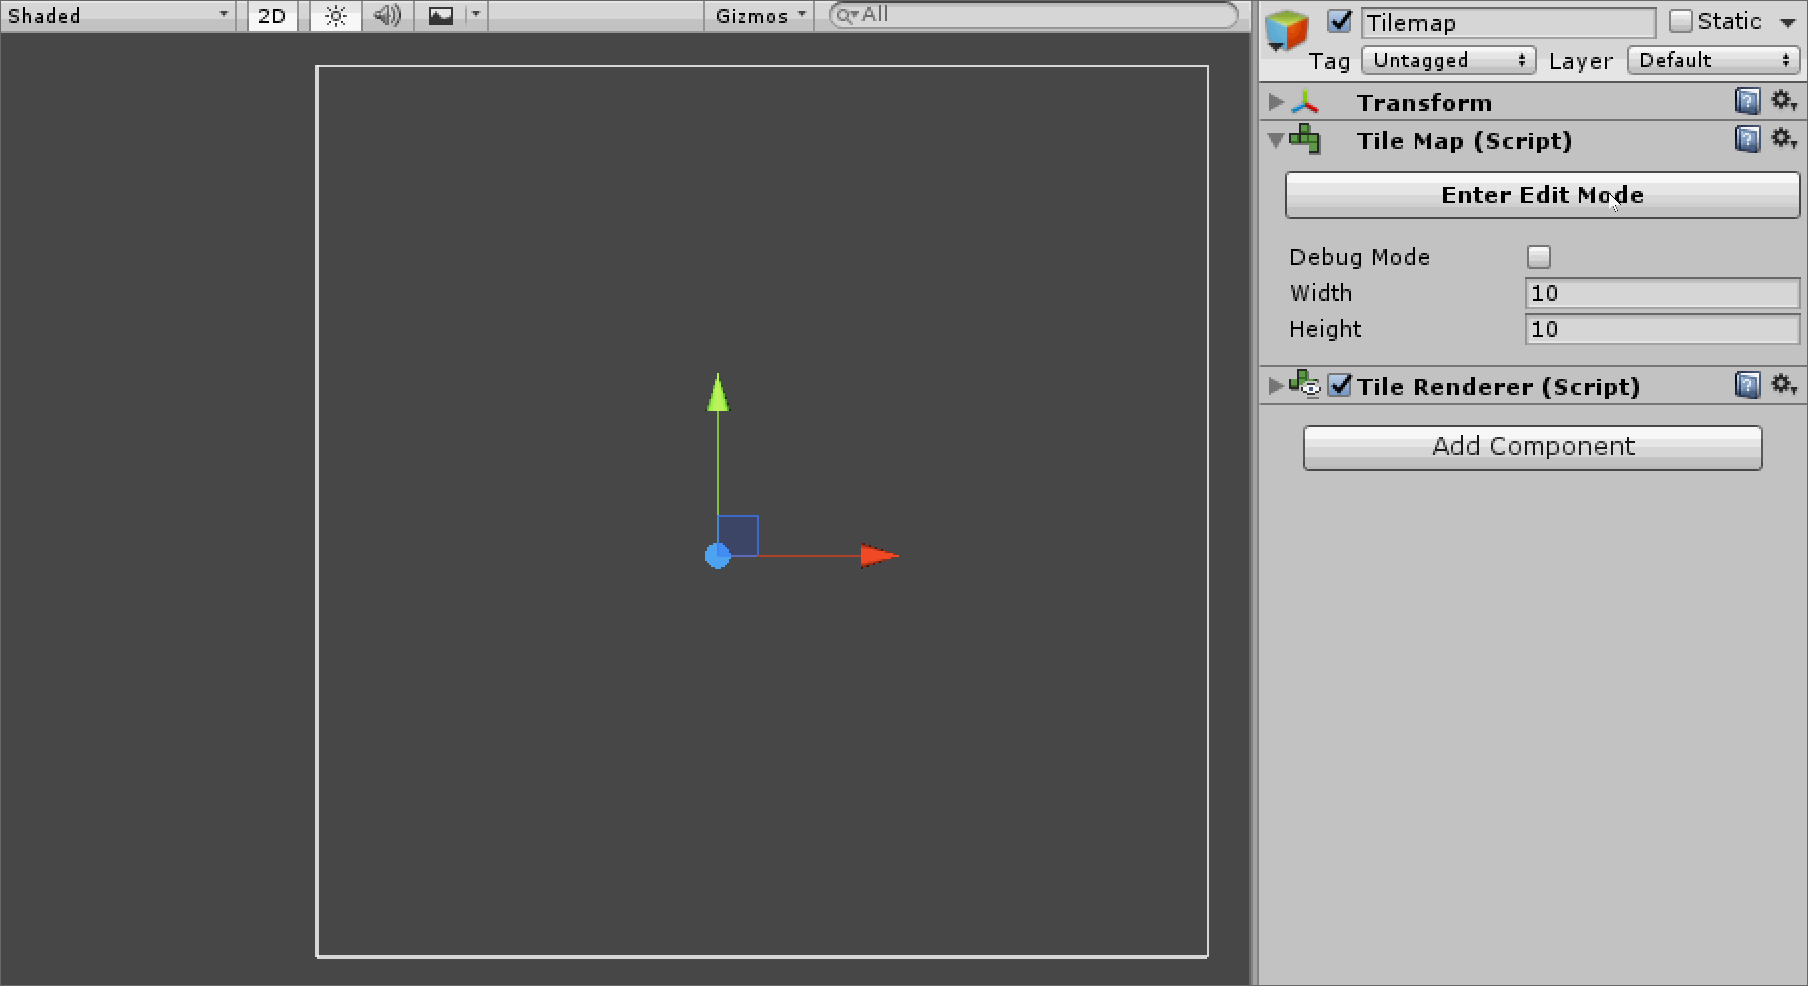 Shaded 2D Gizmos All
Tilemap Static
Tag Untagged Layer Default
Transform
Tile Map (Script)
Enter Edit Mode
Debug Mode
Width 10
Height 10
Tile Renderer (Script)
Add Component